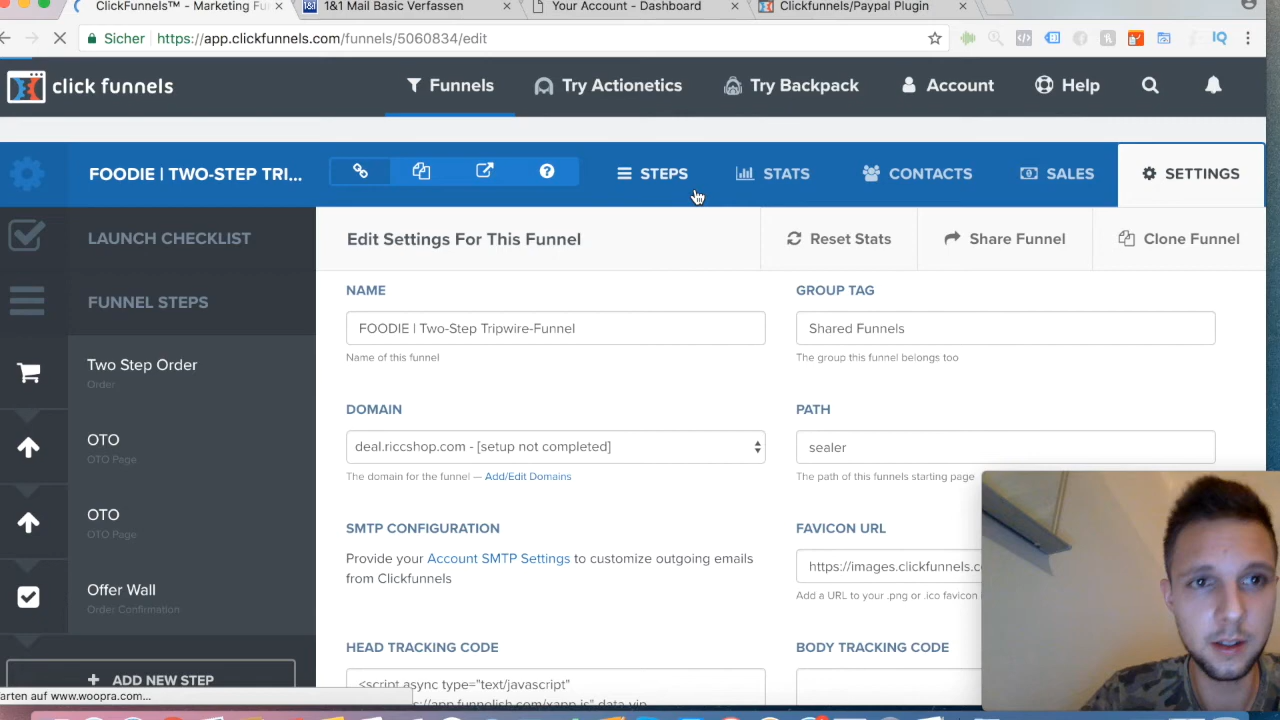 ClickFunnels™ - Marketing Fu
1&1 Mail Basic Verfassen
Your Account - Dashboard
Clickfunnels/Paypal Plugin
Sicher
https://app.clickfunnels.com/funnels/5060834/edit
click funnels
Funnels
Try Actionetics
Try Backpack
Account
Help
FOODIE | TWO-STEP TRI...
STEPS
STATS
CONTACTS
SALES
SETTINGS
LAUNCH CHECKLIST
FUNNEL STEPS
Two Step Order
Order
OTO
OTO Page
OTO
OTO Page
Offer Wall
Order Confirmation
ADD NEW STEP
Edit Settings For This Funnel
Reset Stats
Share Funnel
Clone Funnel
NAME
FOODIE | Two-Step Tripwire-Funnel
Name of this funnel
GROUP TAG
Shared Funnels
The group this funnel belongs too
DOMAIN
deal.riccshop.com - [setup not completed]
The domain for the funnel — Add/Edit Domains
PATH
sealer
The path of this funnels starting page
SMTP CONFIGURATION
Provide your Account SMTP Settings to customize outgoing emails
from Clickfunnels
FAVICON URL
https://images.clickfunnels.c
Add a URL to your .png or .ico favicon
HEAD TRACKING CODE
<script async type="text/javascript"
s://app.funnelish.com/xapp.js" data-vip
BODY TRACKING CODE
arten auf www.woopra.com...